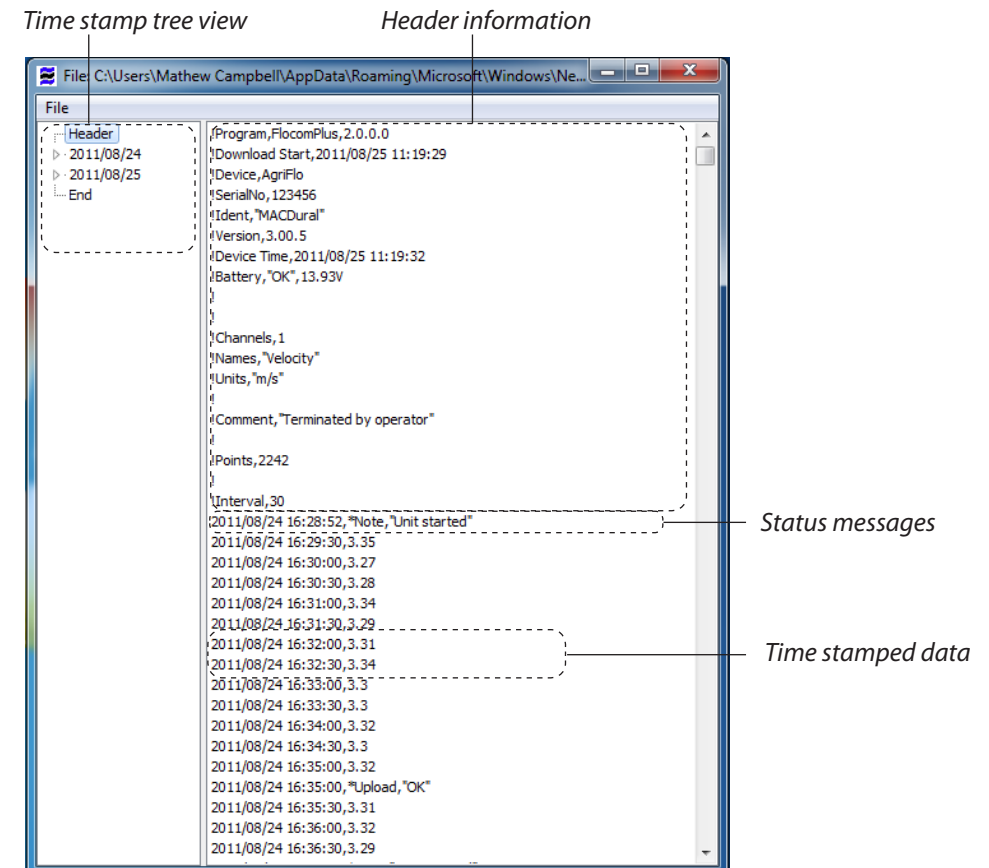 Time stamp tree view
Header information
File: C:\Users\Mathew Campbell\AppData\Roaming\Microsoft\Windows\Ne...
File
Header
2011/08/24
2011/08/25
End
!Program,FlocomPlus,2.0.0.0
!Download Start,2011/08/25 11:19:29
!Device,AgriFlo
!SerialNo,123456
!Ident,"MACDural"
!Version,3.00.5
!Device Time,2011/08/25 11:19:32
!Battery,"OK",13.93V
!
!
!Channels,1
!Names,"Velocity"
!Units,"m/s"
!
!Comment,"Terminated by operator"
!
!Points,2242
!
!Interval,30
2011/08/24 16:28:52,*Note,"Unit started"
Status messages
2011/08/24 16:29:30,3.35
2011/08/24 16:30:00,3.27
2011/08/24 16:30:30,3.28
2011/08/24 16:31:00,3.34
2011/08/24 16:31:30,3.29
2011/08/24 16:32:00,3.31
Time stamped data
2011/08/24 16:32:30,3.34
2011/08/24 16:33:00,3.3
2011/08/24 16:33:30,3.3
2011/08/24 16:34:00,3.32
2011/08/24 16:34:30,3.3
2011/08/24 16:35:00,3.32
2011/08/24 16:35:00,*Upload,"OK"
2011/08/24 16:35:30,3.31
2011/08/24 16:36:00,3.32
2011/08/24 16:36:30,3.29